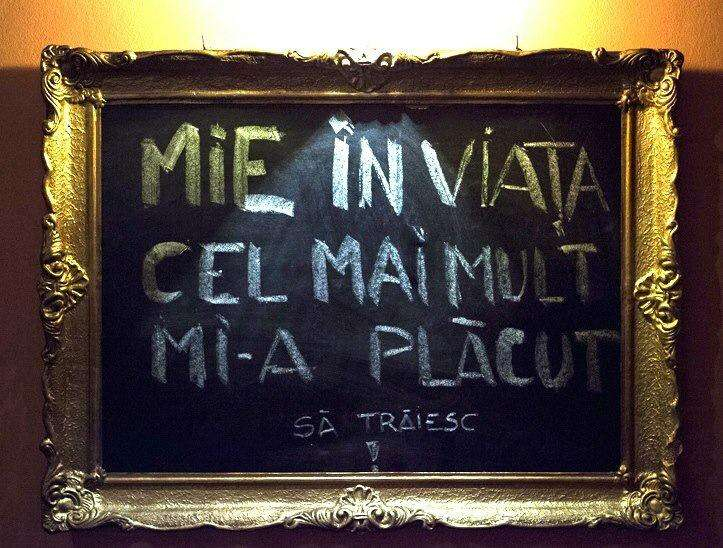 MIE ÎN VIAȚA
CEL MAI MULT
MI-A PLĂCUT
SĂ TRĂIESC
!